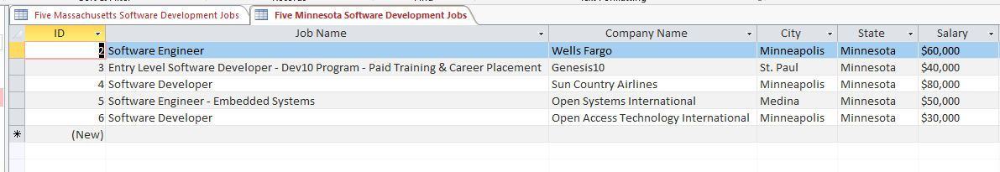 Five Massachusetts Software Development Jobs Five Minnesota Software Development Jobs
ID Job Name Company Name City State Salary
2 Software Engineer Wells Fargo Minneapolis Minnesota $60,000
3 Entry Level Software Developer - Dev10 Program - Paid Training & Career Placement Genesis10 St. Paul Minnesota $40,000
4 Software Developer Sun Country Airlines Minneapolis Minnesota $80,000
5 Software Engineer - Embedded Systems Open Systems International Medina Minnesota $50,000
6 Software Developer Open Access Technology International Minneapolis Minnesota $30,000
* (New)